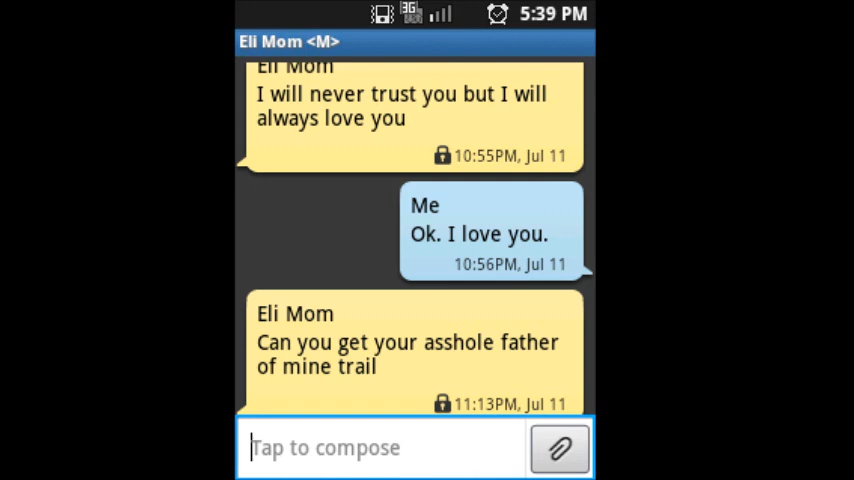 3G
5:39 PM
Eli Mom <M>
Eli Mom
I will never trust you but I will
always love you
10:55PM, Jul 11
Me
Ok. I love you.
10:56PM, Jul 11
Eli Mom
Can you get your asshole father
of mine trail
11:13PM, Jul 11
Tap to compose